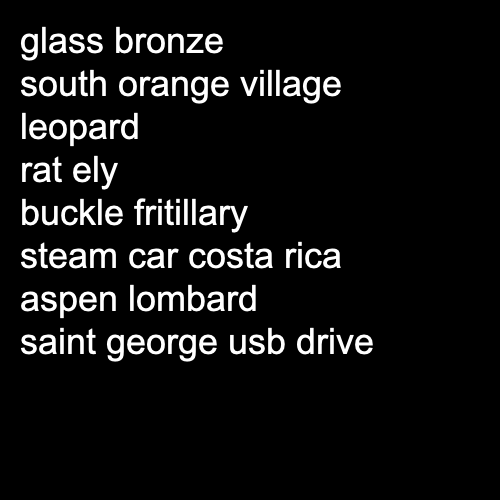 glass bronze
south orange village
leopard
rat ely
buckle fritillary
steam car costa rica
aspen lombard
saint george usb drive